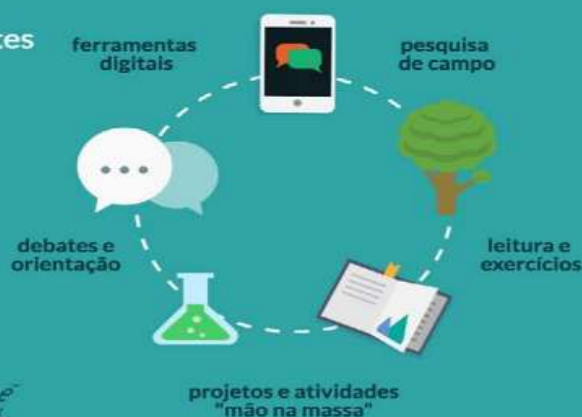 tes
ferramentas
digitais
pesquisa
de campo
debates e
orientação
leitura e
exercícios
projetos e atividades
"mão na massa"